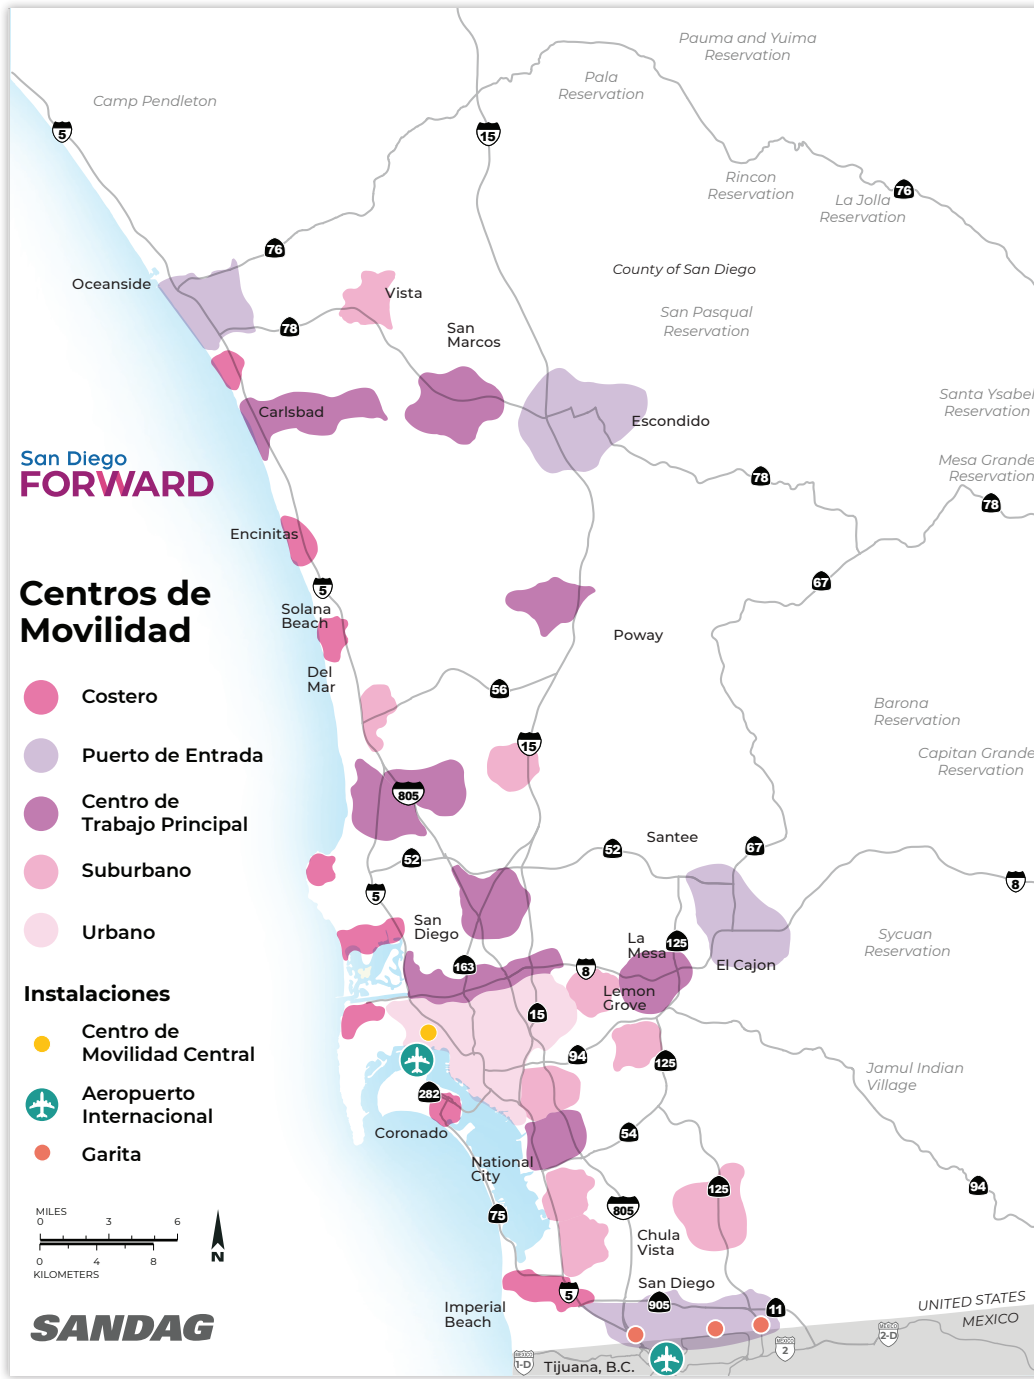 Pauma and Yuima
Reservation
Pala
Reservation
Camp Pendleton
5
15
Rincon
Reservation
76
La Jolla
Reservation
76
County of San Diego
Oceanside
Vista
San Pasqual
Reservation
78
San
Marcos
Santa Ysabel
Reservation
Carlsbad
Escondido
San Diego
FORWARD
Mesa Grande
Reservation
78
78
Encinitas
67
5
Centros de
Movilidad
Solana
Beach
Poway
Del
Mar
56
Costero
Barona
Reservation
15
Puerto de Entrada
Capitan Grande
Reservation
805
Centro de
Trabajo Principal
Santee
52
67
52
Suburbano
5
8
San
Diego
Urbano
La
Mesa
125
Sycuan
Reservation
163
8
El Cajon
Instalaciones
Lemon
Grove
15
Centro de
Movilidad Central
94
125
Jamul Indian
Village
282
Aeropuerto
Internacional
Coronado
54
Garita
National
City
125
94
MILES
0 3 6
0 4 8
KILOMETERS
N
75
805
Chula
Vista
San Diego
5
905
11
Imperial
Beach
UNITED STATES
MEXICO
SANDAG
MEXICO
2-D
MEXICO
2
MEXICO
1-D
Tijuana, B.C.